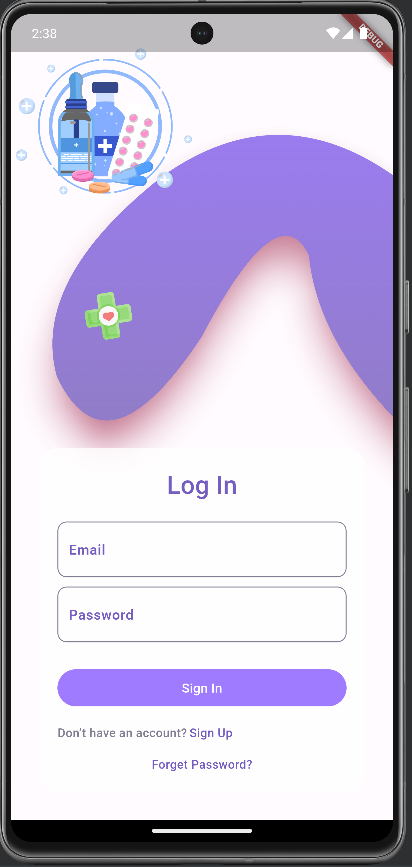 2:38
DEBUG
Log In
Email
Password
Sign In
Don't have an account? Sign Up
Forget Password?